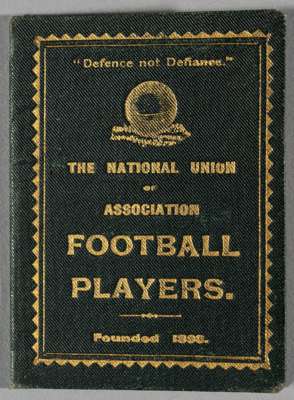 "Defence not Defiance."
THE NATIONAL UNION
OF
ASSOCIATION
FOOTBALL
PLAYERS.
Founded 1898.